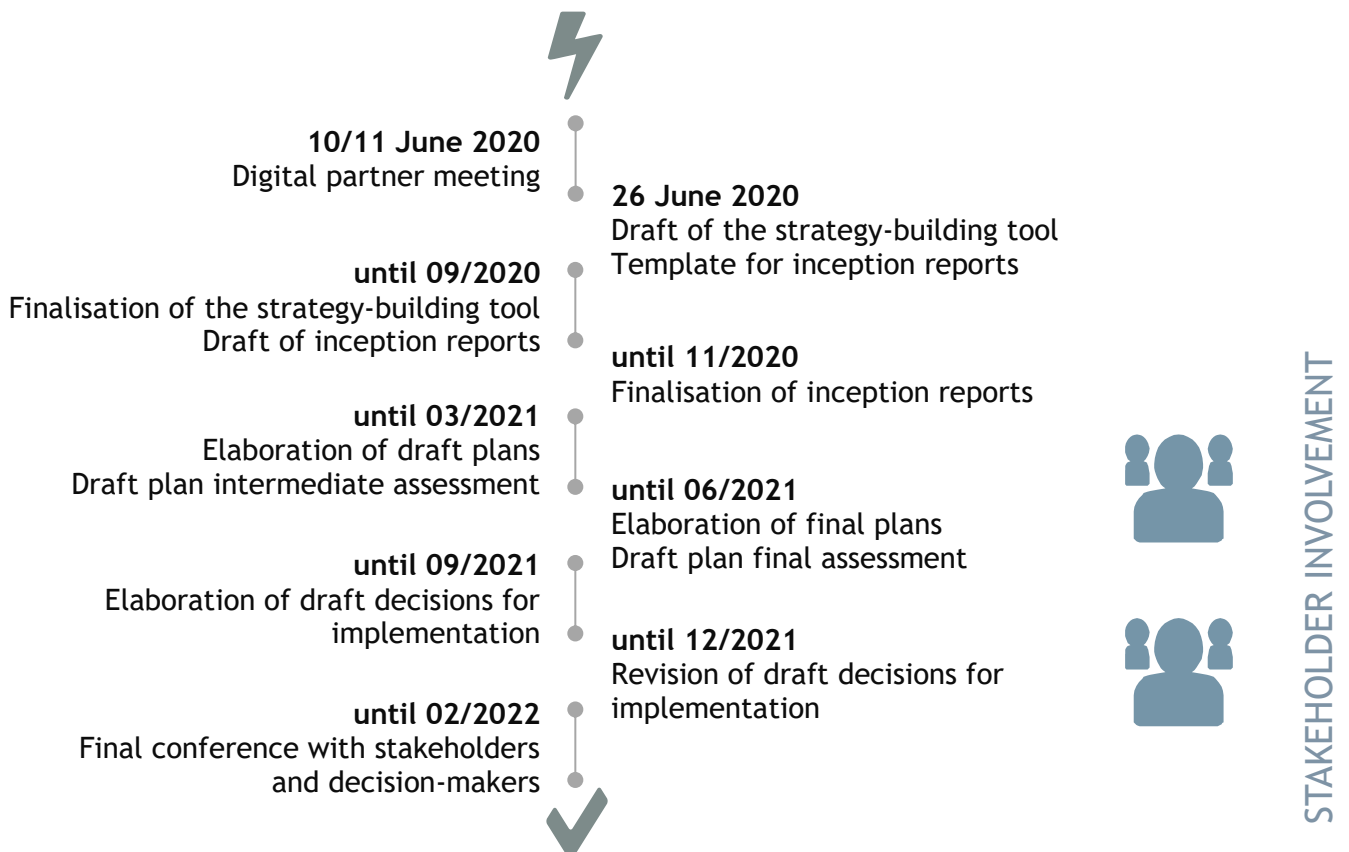 10/11 June 2020
Digital partner meeting
26 June 2020
Draft of the strategy-building tool
Template for inception reports
until 09/2020
Finalisation of the strategy-building tool
Draft of inception reports
until 11/2020
Finalisation of inception reports
until 03/2021
Elaboration of draft plans
Draft plan intermediate assessment
until 06/2021
Elaboration of final plans
Draft plan final assessment
until 09/2021
Elaboration of draft decisions for
implementation
until 12/2021
Revision of draft decisions for
implementation
until 02/2022
Final conference with stakeholders
and decision-makers
STAKEHOLDER INVOLVEMENT